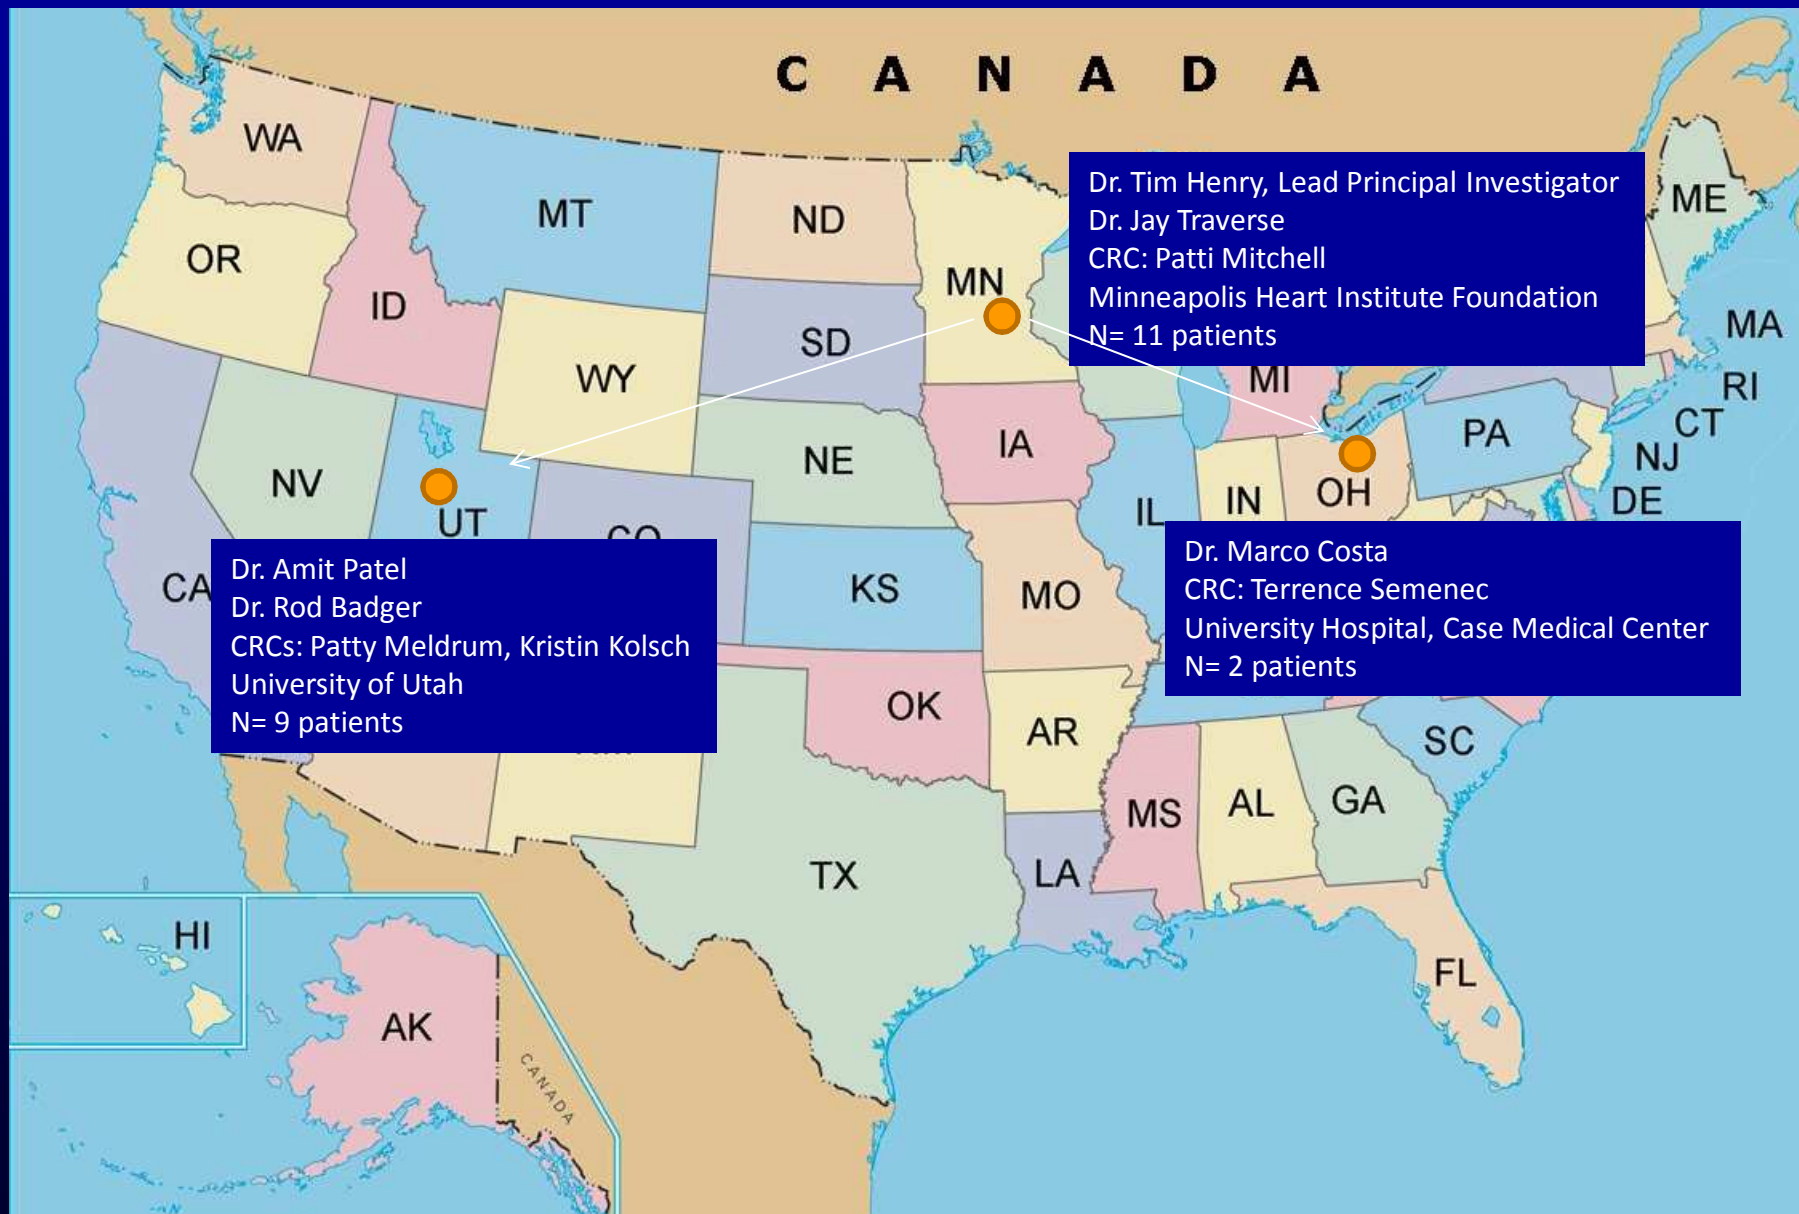 C A N A D A
WA
MT
ND
MN
ME
OR
ID
SD
WY
Dr. Tim Henry, Lead Principal Investigator
Dr. Jay Traverse
CRC: Patti Mitchell
Minneapolis Heart Institute Foundation
N= 11 patients
MA
RI
CT
NJ
DE
MI
PA
NV
UT
CO
NE
IA
IL
IN
OH
CA
KS
MO
Dr. Amit Patel
Dr. Rod Badger
CRCs: Patty Meldrum, Kristin Kolsch
University of Utah
N= 9 patients
Dr. Marco Costa
CRC: Terrence Semenec
University Hospital, Case Medical Center
N= 2 patients
OK
AR
SC
TX
LA
MS
AL
GA
FL
HI
AK
CANADA